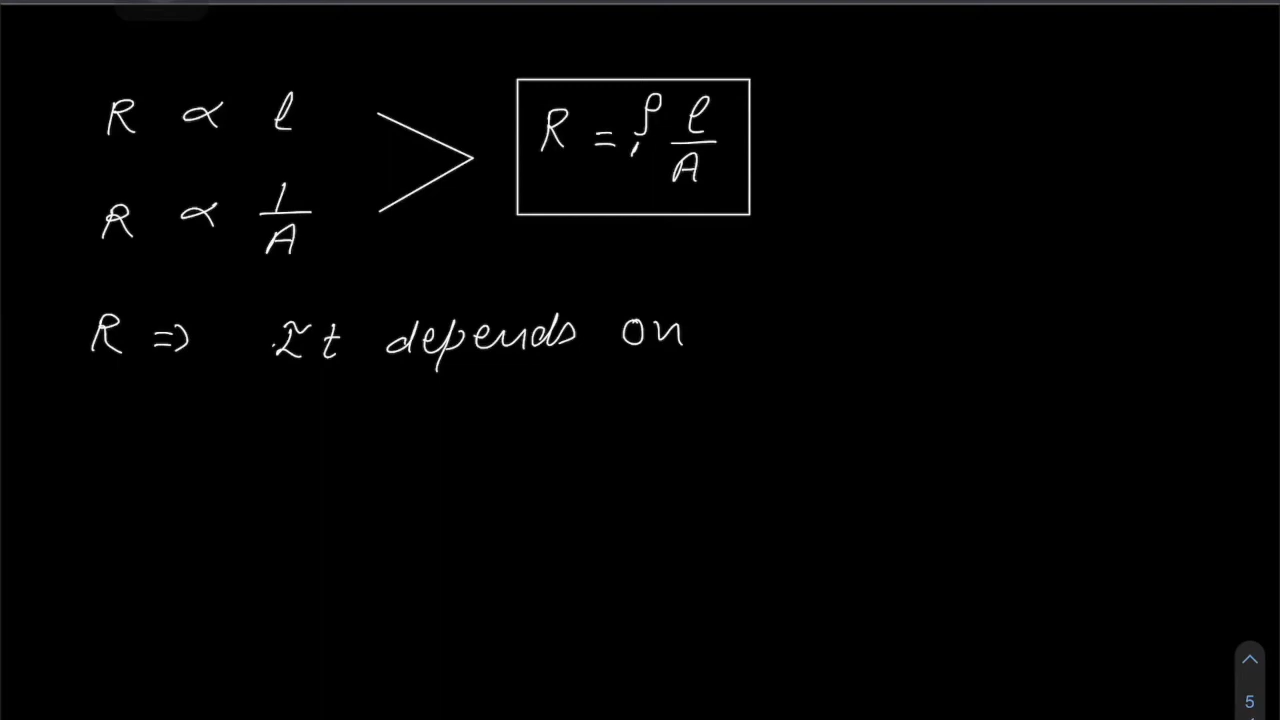 R ∝ l
R ∝ 1/A
R = ρ l/A
R => It depends on
5